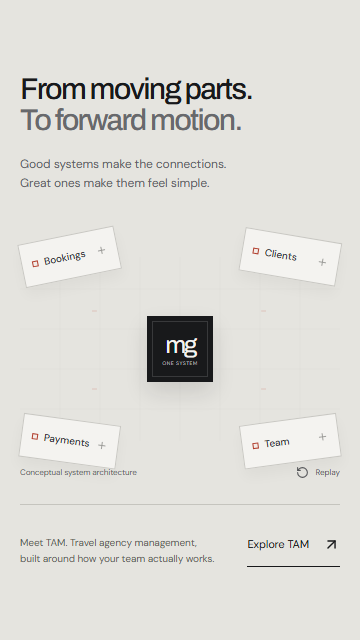 From moving parts.
To forward motion.
Good systems make the connections.
Great ones make them feel simple.
Bookings
Clients
mg
ONE SYSTEM
Payments
Team
Conceptual system architecture
Replay
Meet TAM. Travel agency management,
built around how your team actually works.
Explore TAM